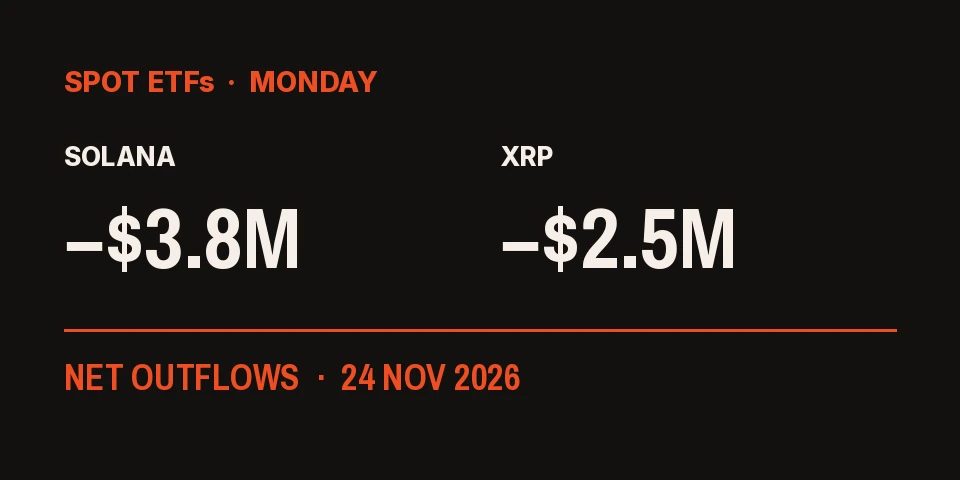 SPOT ETFs · MONDAY
SOLANA XRP
–$3.8M –$2.5M
NET OUTFLOWS · 24 NOV 2026